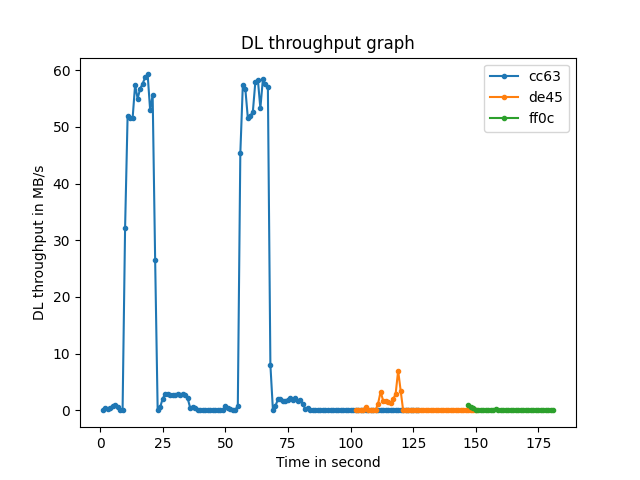 DL throughput graph
cc63
de45
ff0c
60
50
40
30
20
10
0
DL throughput in MB/s
0 25 50 75 100 125 150 175
Time in second